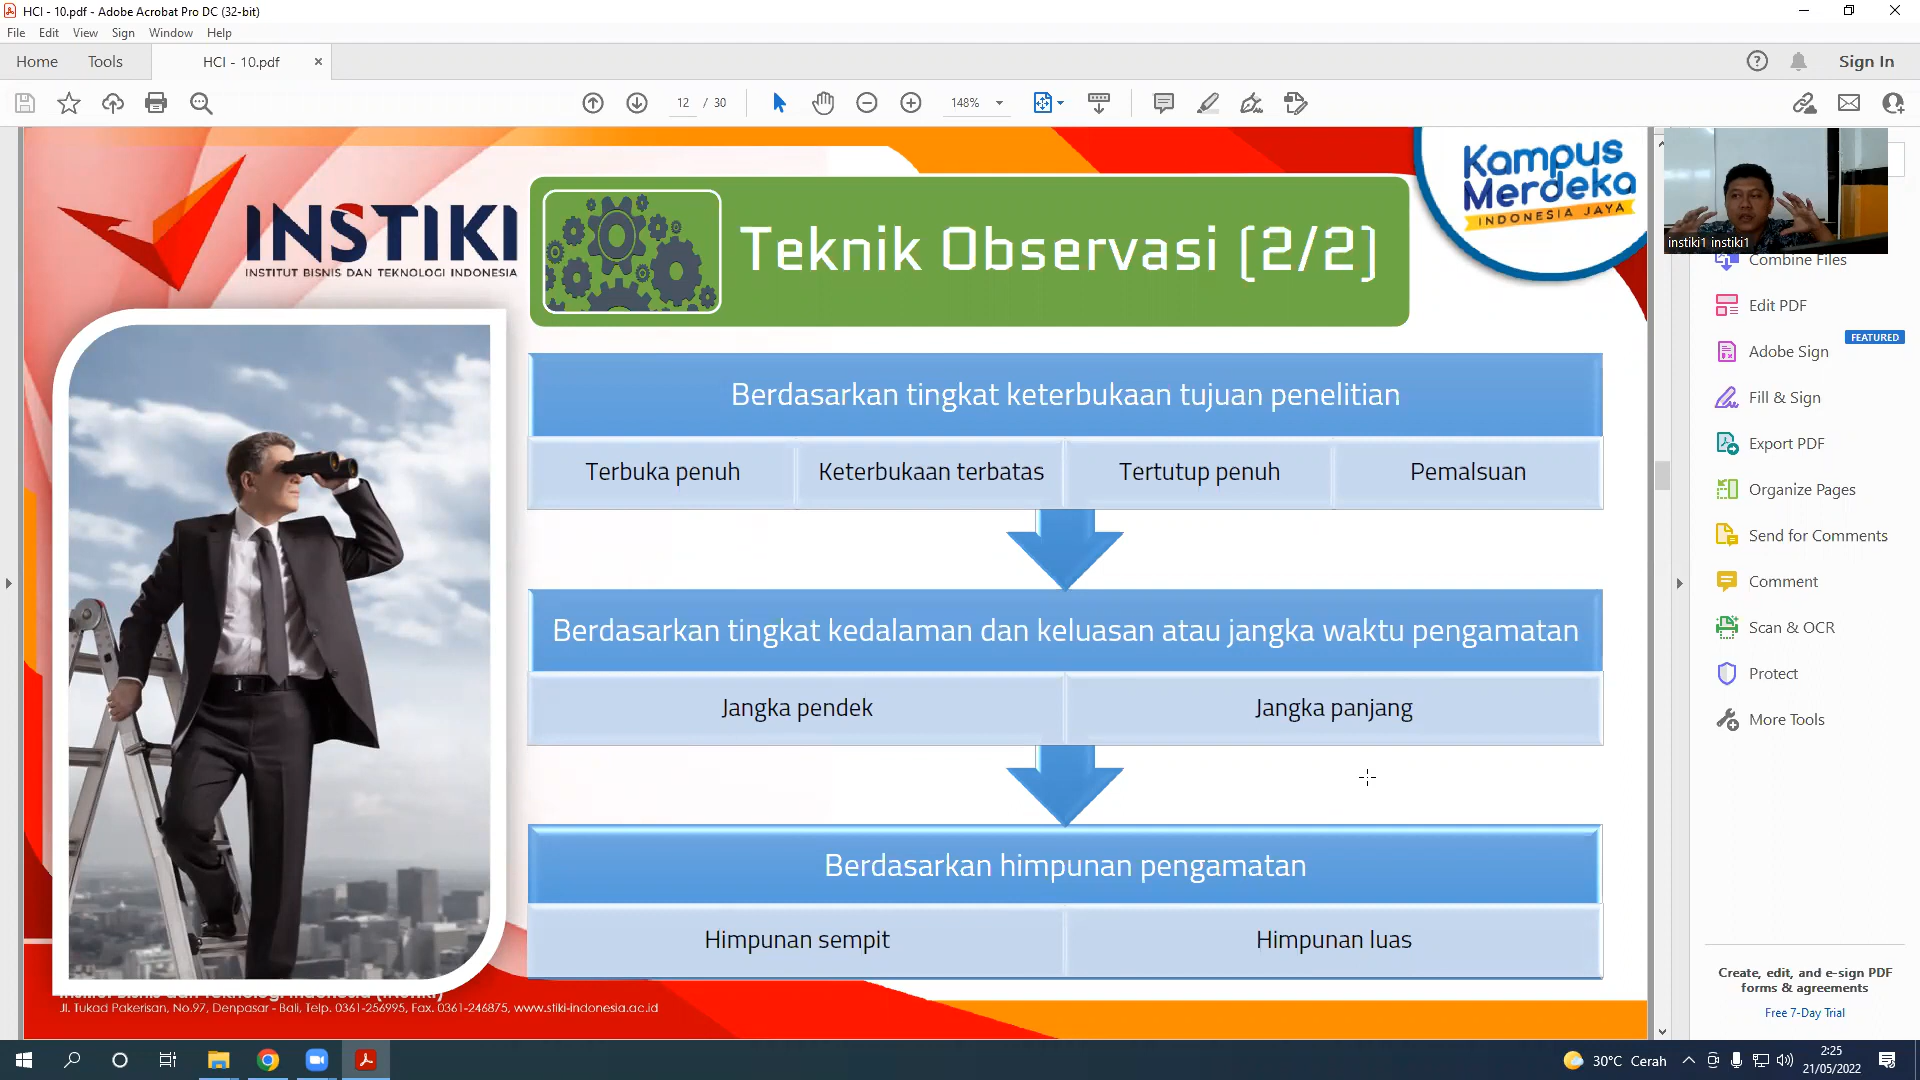 HCI - 10.pdf - Adobe Acrobat Pro DC (32-bit)
File Edit View Sign Window Help
Home Tools HCI - 10.pdf Sign In
12 / 30 148%
Kampus
Merdeka
INDONESIA JAYA
INSTIKI
INSTITUT BISNIS DAN TEKNOLOGI INDONESIA
Teknik Observasi (2/2)
instiki1 instiki1
Berdasarkan tingkat keterbukaan tujuan penelitian
Terbuka penuh Keterbukaan terbatas Tertutup penuh Pemalsuan
Berdasarkan tingkat kedalaman dan keluasan atau jangka waktu pengamatan
Jangka pendek Jangka panjang
Berdasarkan himpunan pengamatan
Himpunan sempit Himpunan luas
Jl. Tukad Pakerisan, No.97, Denpasar - Bali, Telp. 0361-256995, Fax. 0361-246875, www.stiki-indonesia.ac.id
Combine Files
Edit PDF
FEATURED
Adobe Sign
Fill & Sign
Export PDF
Organize Pages
Send for Comments
Comment
Scan & OCR
Protect
More Tools
Create, edit, and e-sign PDF
forms & agreements
Free 7-Day Trial
30°C Cerah
2:25
21/05/2022